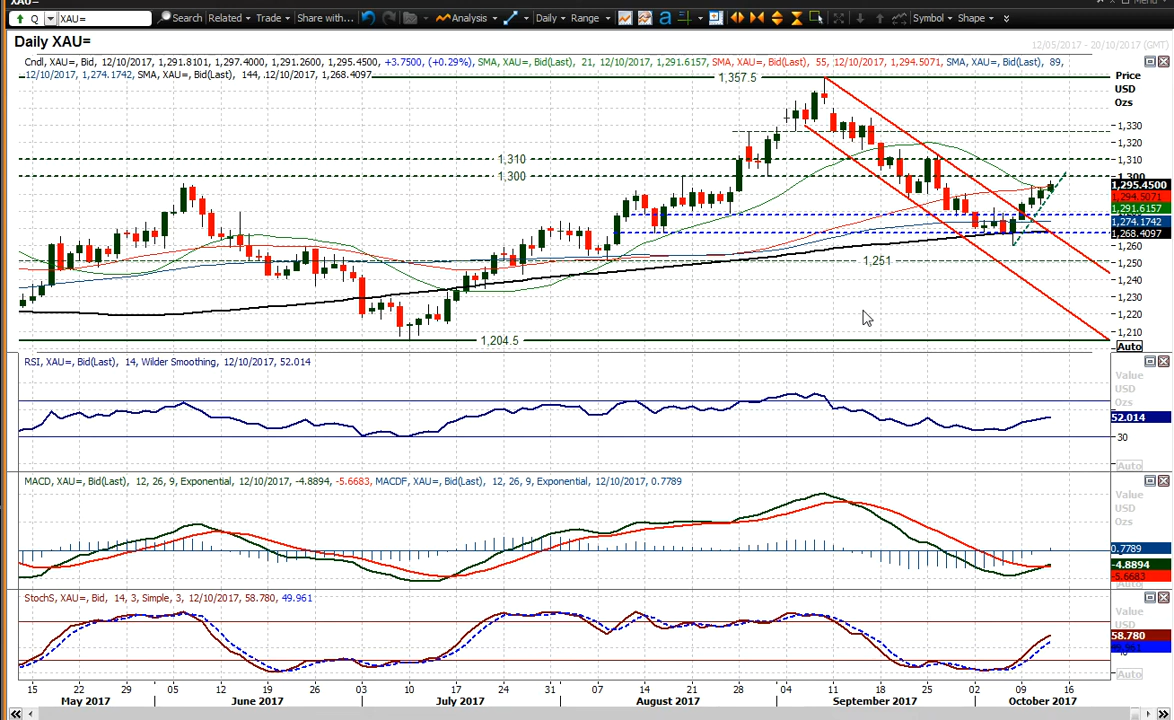 XAU=
Menu
Q XAU= Search Related Trade Share with... Analysis Daily Range Symbol Shape
Daily XAU=
12/05/2017 - 20/10/2017 (GMT)
Cndl, XAU=, Bid, 12/10/2017, 1,291.8101, 1,297.4000, 1,291.2600, 1,295.4500, +3.7500, (+0.29%), SMA, XAU=, Bid(Last), 21, 12/10/2017, 1,291.6157, SMA, XAU=, Bid(Last), 55, 12/10/2017, 1,294.5071, SMA, XAU=, Bid(Last), 89,
12/10/2017, 1,274.1742, SMA, XAU=, Bid(Last), 144, 12/10/2017, 1,268.4097
Price
USD
Ozs
1,357.5
1,330
1,320
1,310
1,310
1,300
1,300
1,295.4500
1,294.5071
1,291.6157
1,274.1742
1,268.4097
1,260
1,251
1,250
1,240
1,230
1,220
1,210
1,204.5
Auto
RSI, XAU=, Bid(Last), 14, Wilder Smoothing, 12/10/2017, 52.014
Value
USD
Ozs
52.014
30
Auto
MACD, XAU=, Bid(Last), 12, 26, 9, Exponential, 12/10/2017, -4.8894, -5.6683, MACDF, XAU=, Bid(Last), 12, 26, 9, Exponential, 12/10/2017, 0.7789
Value
USD
Ozs
0.7789
-4.8894
-5.6683
Auto
StochS, XAU=, Bid, 14, 3, Simple, 3, 12/10/2017, 58.780, 49.961
Value
USD
58.780
Auto
15 22 29 05 12 19 26 03 10 17 24 31 07 14 21 28 04 11 18 25 02 09 16
May 2017 June 2017 July 2017 August 2017 September 2017 October 2017